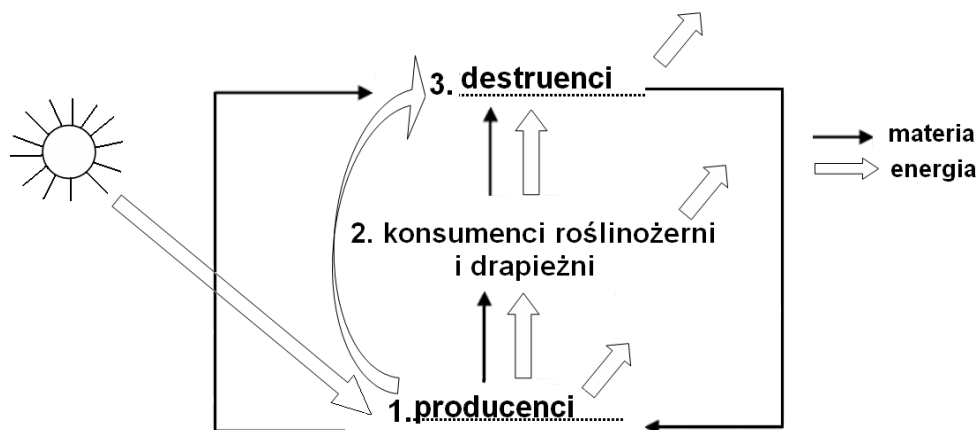 3. destruenci
materia
energia
2. konsumenci roślinożerni
i drapieżni
1. producenci